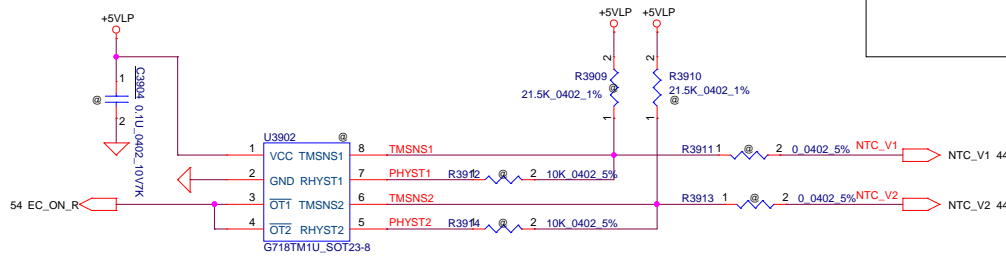 +5VLP
+5VLP
+5VLP
C3904 0.1U_0402_10V7K
1
@
2
2
2
R3909
@
21.5K_0402_1%
1
R3910
21.5K_0402_1%
@
1
U3902
@
1 VCC TMSNS1 8 TMSNS1
R3911 1 @ 2 0_0402_5% NTC_V1 NTC_V1 44
2 GND RHYST1 7 PHYST1 R3912 1 @ 2 10K_0402_5%
54 EC_ON_R 3 OT1 TMSNS2 6 TMSNS2
R3913 1 @ 2 0_0402_5% NTC_V2 NTC_V2 44
4 OT2 RHYST2 5 PHYST2 R3914 1 @ 2 10K_0402_5%
G718TM1U_SOT23-8